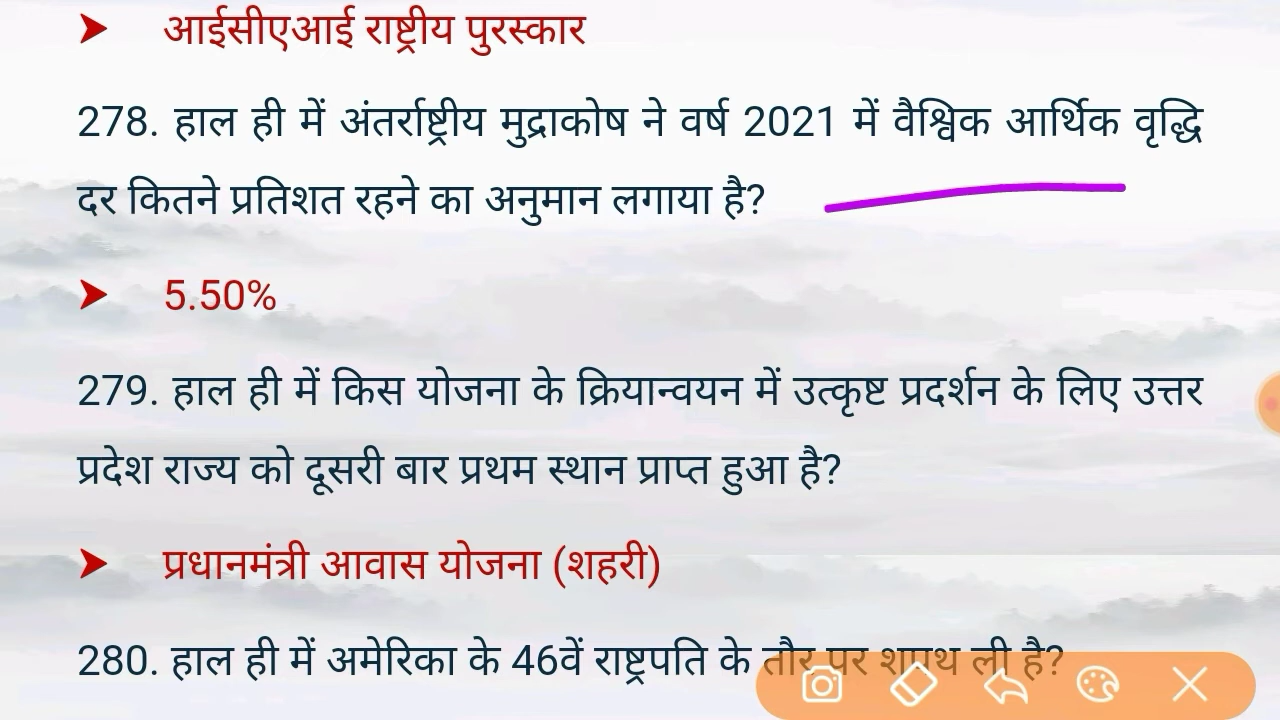 ➤ आईसीएआई राष्ट्रीय पुरस्कार
278. हाल ही में अंतर्राष्ट्रीय मुद्राकोष ने वर्ष 2021 में वैश्विक आर्थिक वृद्धि
दर कितने प्रतिशत रहने का अनुमान लगाया है?
➤ 5.50%
279. हाल ही में किस योजना के क्रियान्वयन में उत्कृष्ट प्रदर्शन के लिए उत्तर
प्रदेश राज्य को दूसरी बार प्रथम स्थान प्राप्त हुआ है?
➤ प्रधानमंत्री आवास योजना (शहरी)
280. हाल ही में अमेरिका के 46वें राष्ट्रपति के तौर पर शपथ ली है?